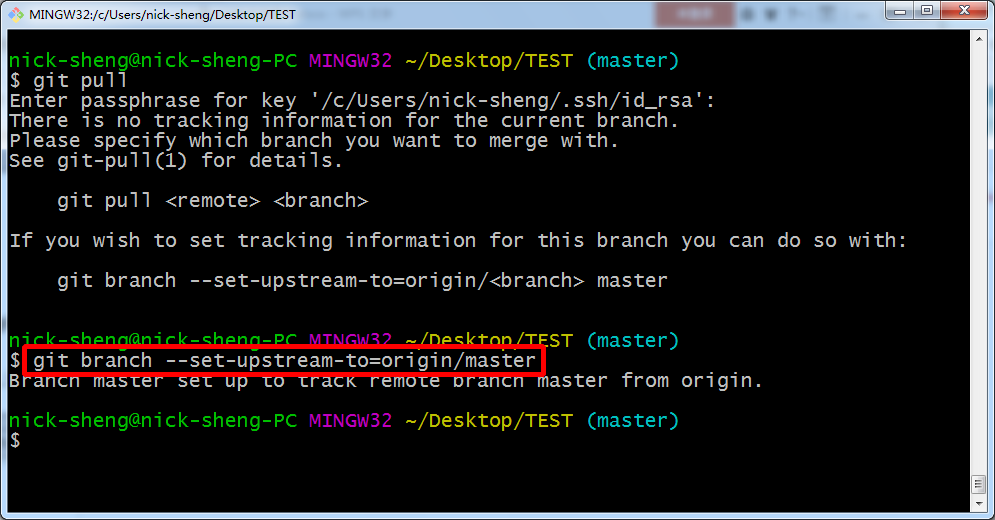 MINGW32:/c/Users/nick-sheng/Desktop/TEST
nick-sheng@nick-sheng-PC MINGW32 ~/Desktop/TEST (master)
$ git pull
Enter passphrase for key '/c/Users/nick-sheng/.ssh/id_rsa':
There is no tracking information for the current branch.
Please specify which branch you want to merge with.
See git-pull(1) for details.
git pull <remote> <branch>
If you wish to set tracking information for this branch you can do so with:
git branch --set-upstream-to=origin/<branch> master
nick-sheng@nick-sheng-PC MINGW32 ~/Desktop/TEST (master)
$ git branch --set-upstream-to=origin/master
Branch master set up to track remote branch master from origin.
nick-sheng@nick-sheng-PC MINGW32 ~/Desktop/TEST (master)
$